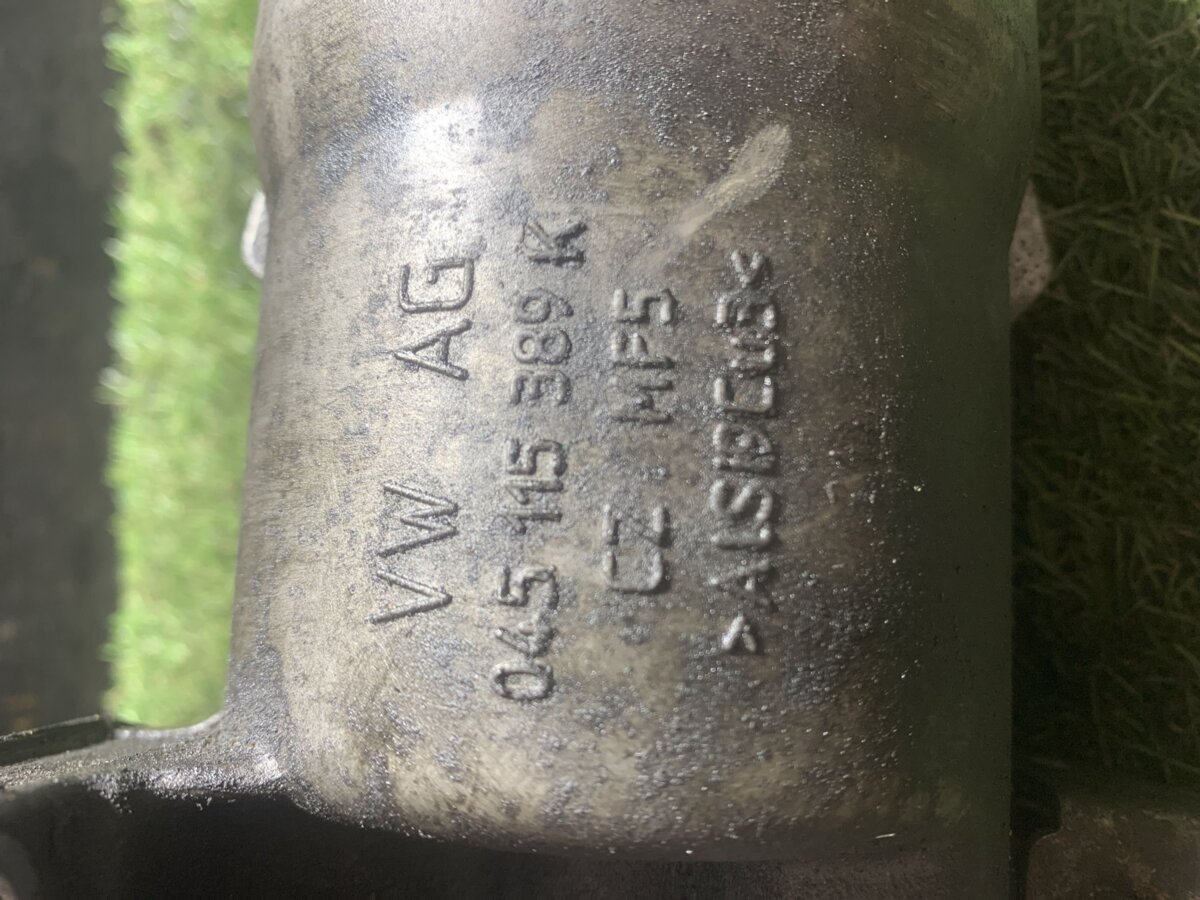 VW AG
045 115 389 K
CZ MF5
>ALSI9CU3<